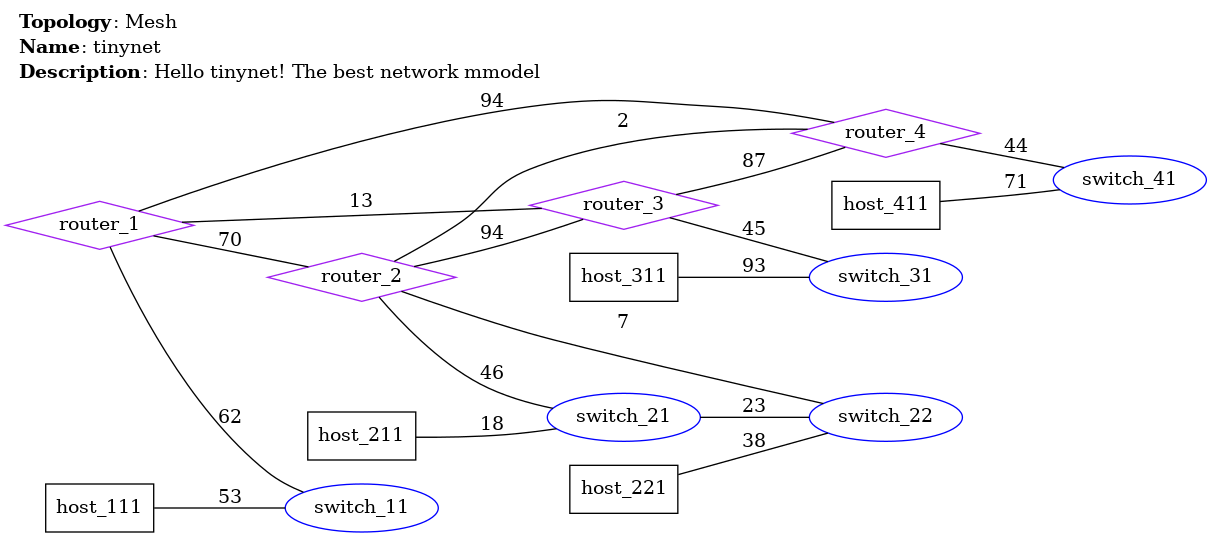 Topology: Mesh
Name: tinynet
Description: Hello tinynet! The best network mmodel
94
2
router_4
87
44
switch_41
71
host_411
router_3
13
router_1
70
94
45
router_2
host_311
93
switch_31
7
46
62
switch_21
23
switch_22
host_211
18
38
host_221
53
host_111
switch_11